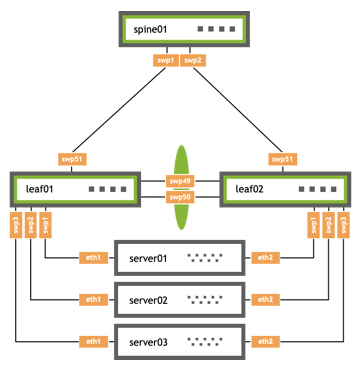 spine01
swp1 swp2
swp51 swp51
leaf01 swp49 leaf02
swp50
swp3 swp2 swp1 swp1 swp2 swp3
eth1 server01 eth2
eth1 server02 eth2
eth1 server03 eth2